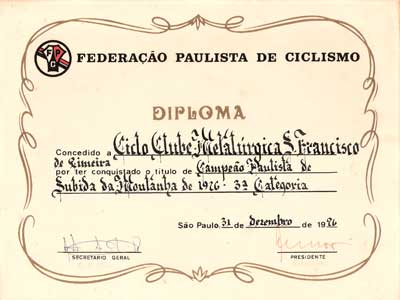 FPC
FEDERAÇÃO PAULISTA DE CICLISMO
DIPLOMA
Concedido a Ciclo Clube Metalúrgica S. Francisco
de Limeira
por ter conquistado o título de Campeão Paulista de
Subida da Montanha de 1976 - 3ª Categoria
São Paulo, 31 de Dezembro de 1976
SECRETÁRIO GERAL
PRESIDENTE